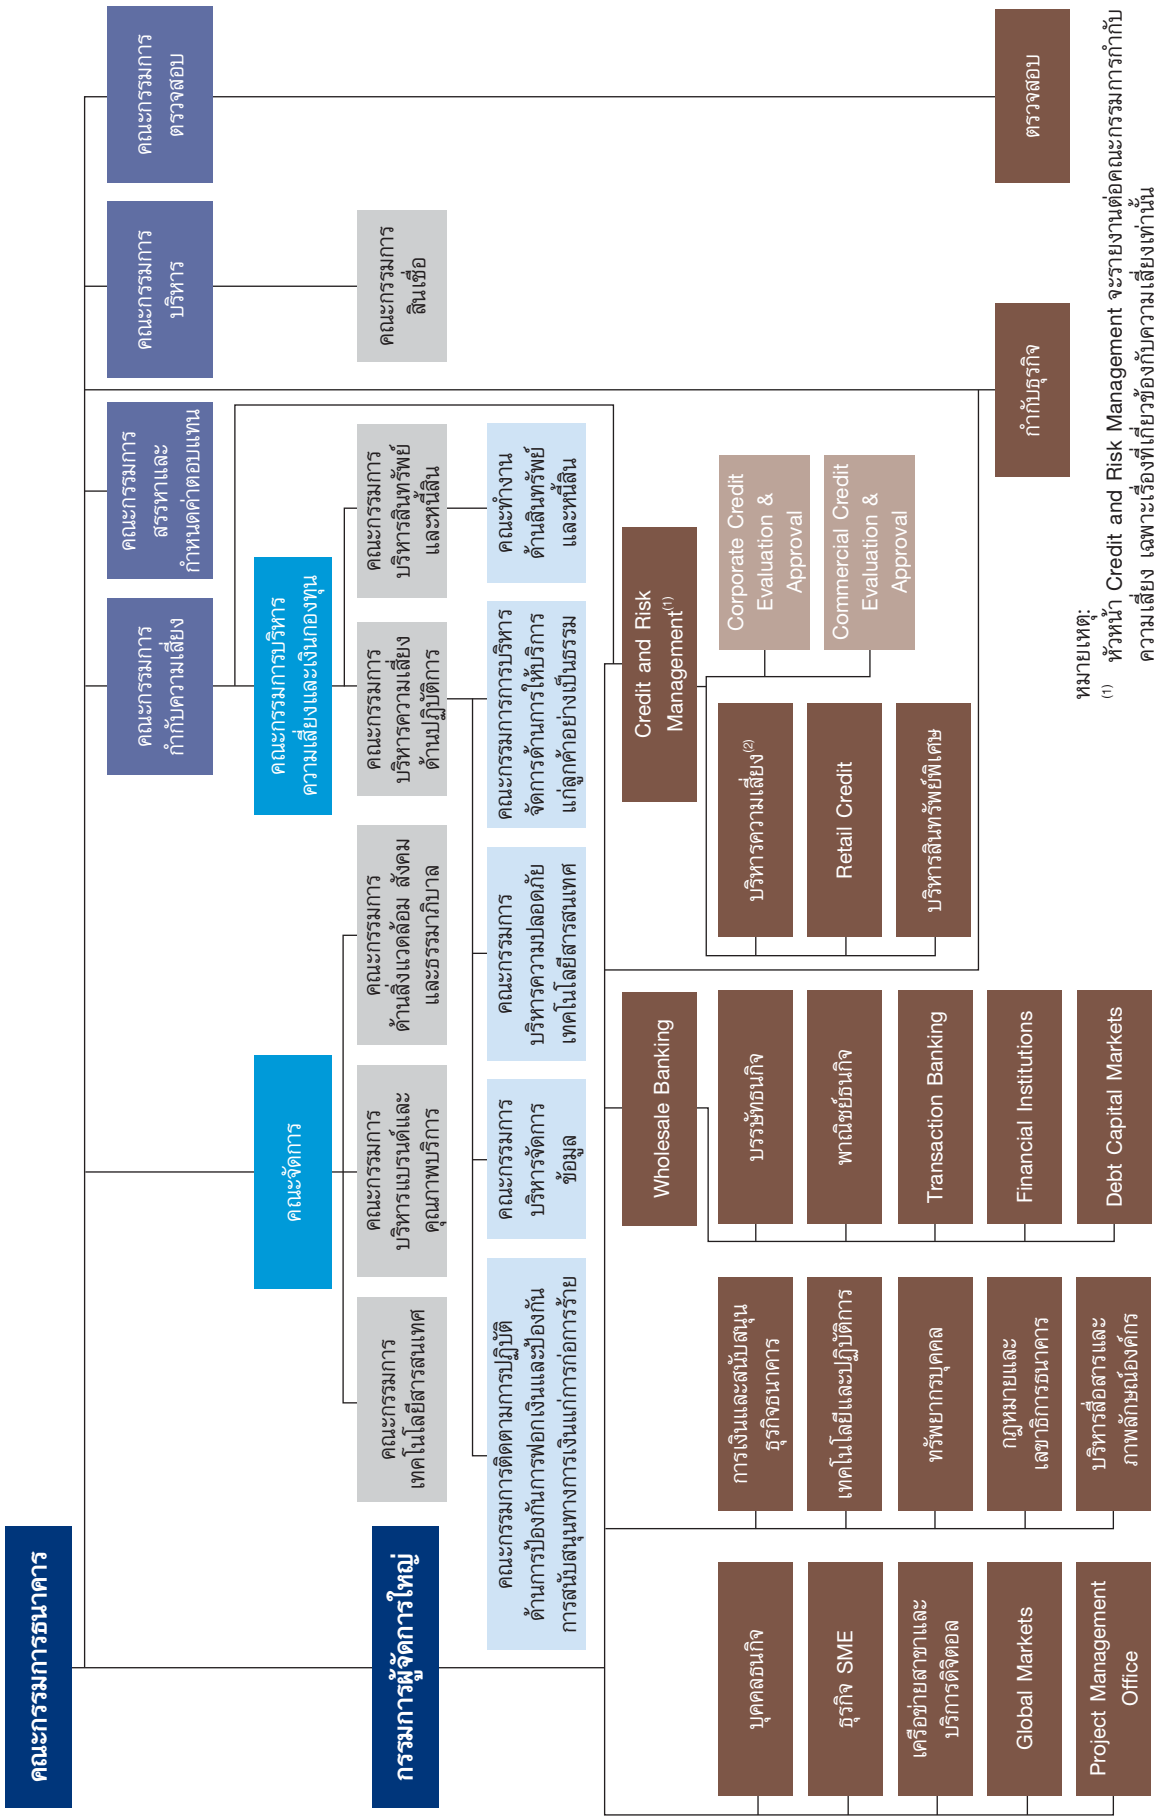 คณะกรรมการธนาคาร
คณะกรรมการ
กำกับความเสี่ยง
คณะกรรมการ
สรรหาและ
กำหนดค่าตอบแทน
คณะกรรมการ
บริหาร
คณะกรรมการ
ตรวจสอบ
คณะจัดการ
คณะกรรมการบริหาร
ความเสี่ยงและเงินกองทุน
กรรมการผู้จัดการใหญ่
คณะกรรมการ
เทคโนโลยีสารสนเทศ
คณะกรรมการ
บริหารแบรนด์และ
คุณภาพบริการ
คณะกรรมการ
ด้านสิ่งแวดล้อม สังคม
และธรรมาภิบาล
คณะกรรมการ
บริหารความเสี่ยง
ด้านปฏิบัติการ
คณะกรรมการ
บริหารสินทรัพย์
และหนี้สิน
คณะกรรมการ
สินเชื่อ
คณะกรรมการติดตามการปฏิบัติ
ด้านการป้องกันการฟอกเงินและป้องกัน
การสนับสนุนทางการเงินแก่การก่อการร้าย
คณะกรรมการ
บริหารจัดการ
ข้อมูล
คณะกรรมการ
บริหารความปลอดภัย
เทคโนโลยีสารสนเทศ
คณะกรรมการการบริหาร
จัดการด้านการให้บริการ
แก่ลูกค้าอย่างเป็นธรรม
คณะทำงาน
ด้านสินทรัพย์
และหนี้สิน
Wholesale Banking
Credit and Risk
Management(1)
บุคคลธนกิจ
ธุรกิจ SME
เครือข่ายสาขาและ
บริการดิจิตอล
Global Markets
Project Management
Office
การเงินและสนับสนุน
ธุรกิจธนาคาร
เทคโนโลยีและปฏิบัติการ
ทรัพยากรบุคคล
กฎหมายและ
เลขาธิการธนาคาร
บริหารสื่อสารและ
ภาพลักษณ์องค์กร
บรรษัทธนกิจ
พาณิชย์ธนกิจ
Transaction Banking
Financial Institutions
Debt Capital Markets
บริหารความเสี่ยง(2)
Retail Credit
บริหารสินทรัพย์พิเศษ
Corporate Credit
Evaluation &
Approval
Commercial Credit
Evaluation &
Approval
กำกับธุรกิจ
ตรวจสอบ
หมายเหตุ:
(1) หัวหน้า Credit and Risk Management จะรายงานต่อคณะกรรมการกำกับ
ความเสี่ยง เฉพาะเรื่องที่เกี่ยวข้องกับความเสี่ยงเท่านั้น